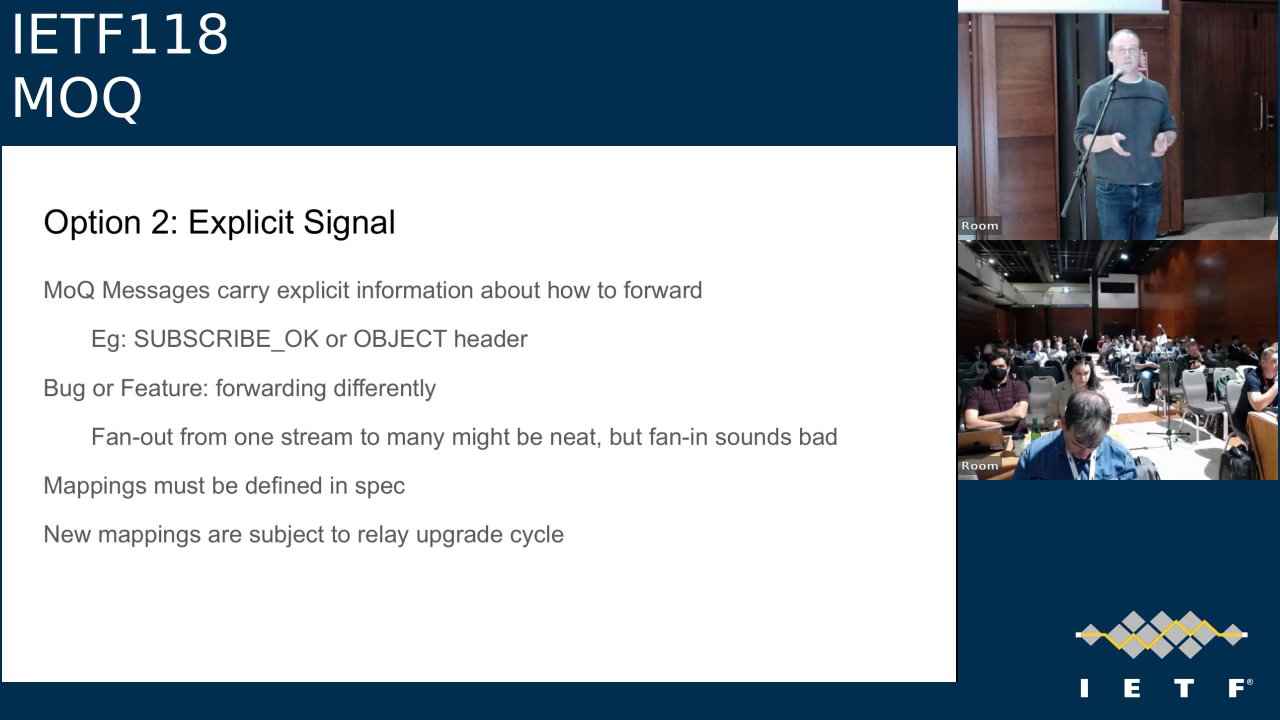 IETF118
MOQ
Option 2: Explicit Signal
MoQ Messages carry explicit information about how to forward
Eg: SUBSCRIBE_OK or OBJECT header
Bug or Feature: forwarding differently
Fan-out from one stream to many might be neat, but fan-in sounds bad
Mappings must be defined in spec
New mappings are subject to relay upgrade cycle
Room
Room
I E T F®